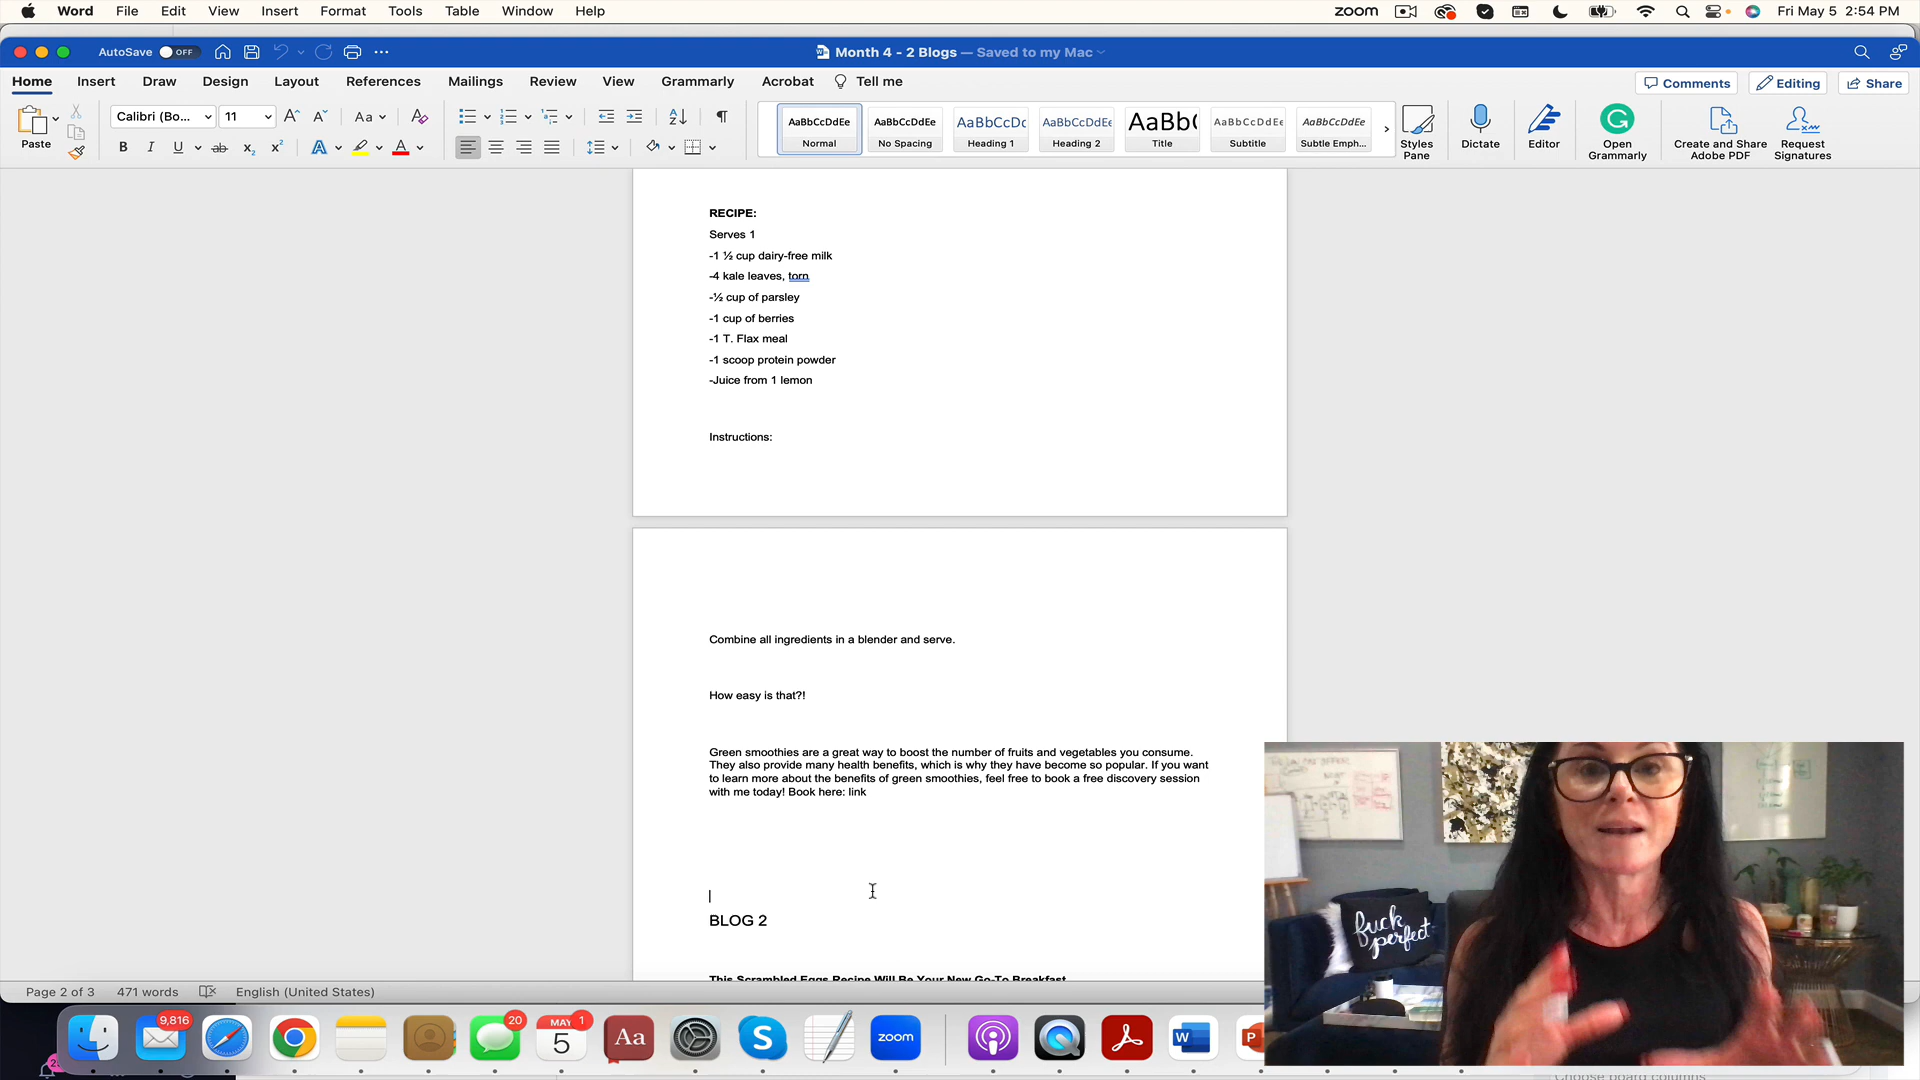 Word File Edit View Insert Format Tools Table Window Help
zoom
Fri May 5 2:54 PM
AutoSave OFF
Month 4 - 2 Blogs — Saved to my Mac
Home Insert Draw Design Layout References Mailings Review View Grammarly Acrobat Tell me
Comments Editing Share
Paste
Calibri (Bo... 11
Aa
B I U ab x2 x2 A A
AaBbCcDdEe AaBbCcDdEe AaBbCcDc AaBbCcDdEe AaBb( AaBbCcDdEe AaBbCcDdEe
Normal No Spacing Heading 1 Heading 2 Title Subtitle Subtle Emph...
Styles Pane
Dictate
Editor
Open Grammarly
Create and Share Adobe PDF
Request Signatures
RECIPE:
Serves 1
-1 ½ cup dairy-free milk
-4 kale leaves, torn
-½ cup of parsley
-1 cup of berries
-1 T. Flax meal
-1 scoop protein powder
-Juice from 1 lemon
Instructions:
Combine all ingredients in a blender and serve.
How easy is that?!
Green smoothies are a great way to boost the number of fruits and vegetables you consume.
They also provide many health benefits, which is why they have become so popular. If you want
to learn more about the benefits of green smoothies, feel free to book a free discovery session
with me today! Book here: link
BLOG 2
This Scrambled Eggs Recipe Will Be Your New Go-To Breakfast
fuck
perfect
Page 2 of 3 471 words English (United States)
9,816
20
MAY 1
5
Aa
zoom
W
P
Choose board columns